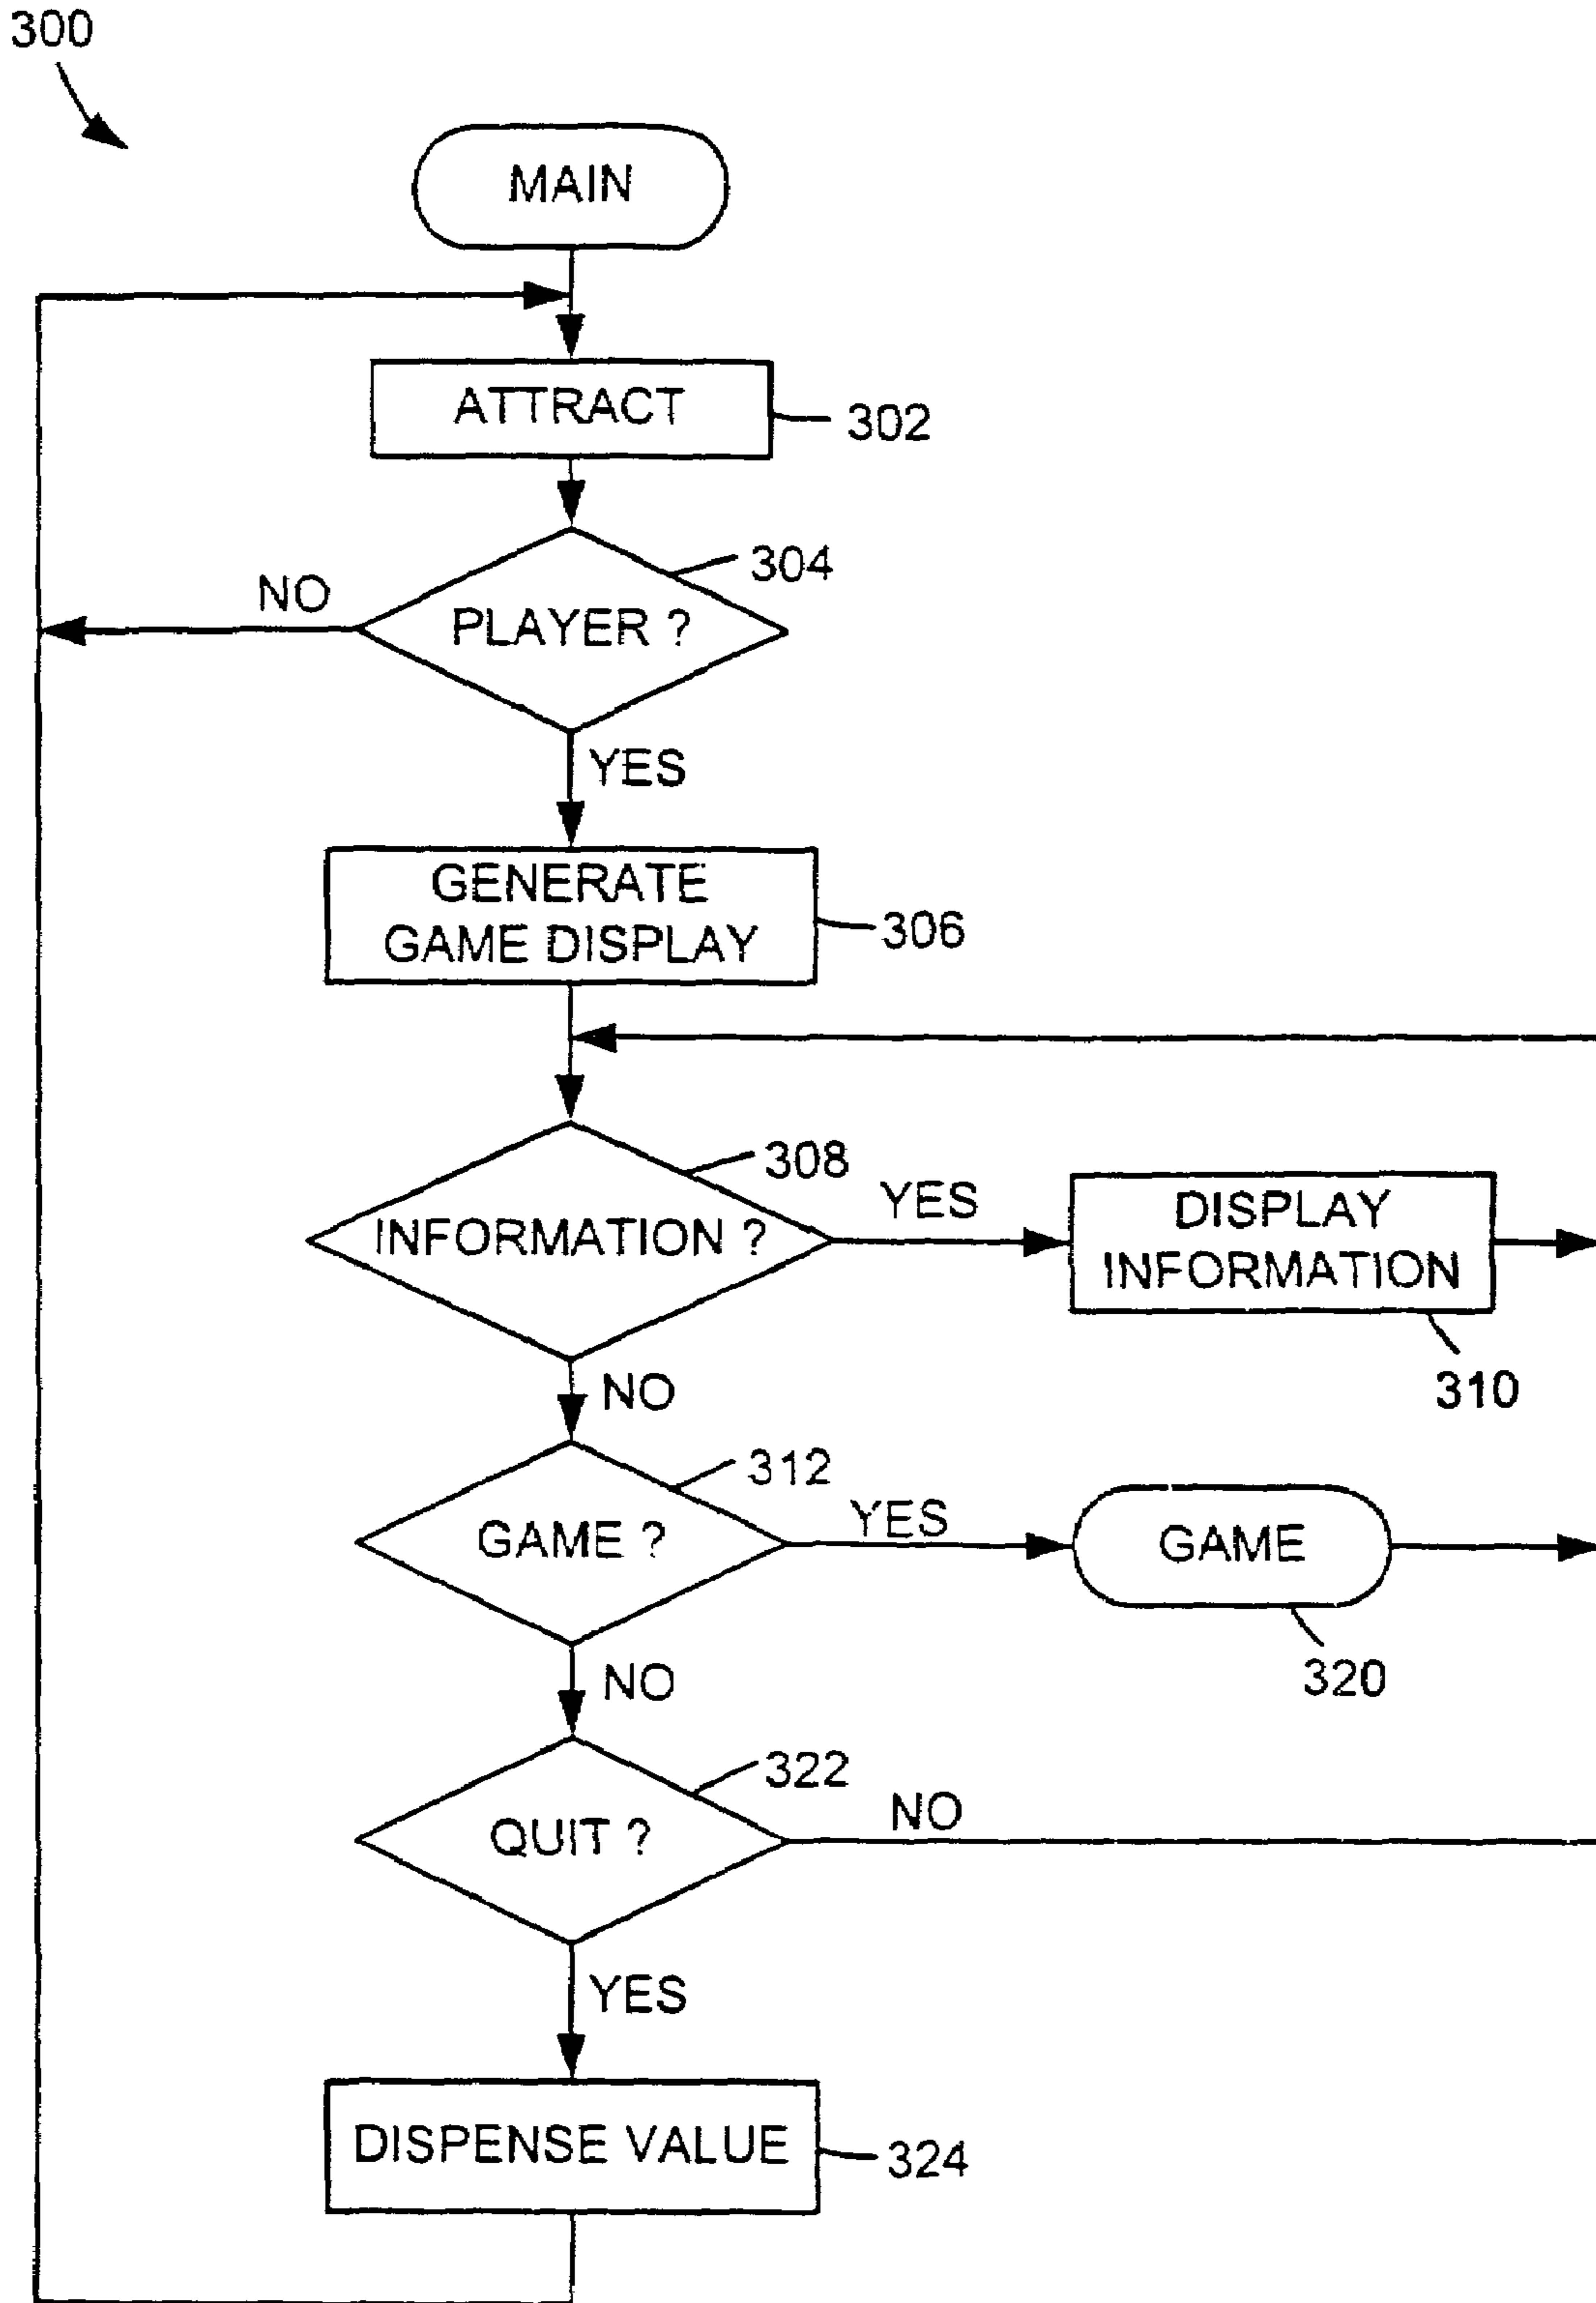 300
MAIN
ATTRACT
302
304
NO
PLAYER ?
YES
GENERATE
GAME DISPLAY
306
308
INFORMATION ?
YES
DISPLAY
INFORMATION
310
NO
312
GAME ?
YES
GAME
320
NO
322
QUIT ?
NO
YES
DISPENSE VALUE
324